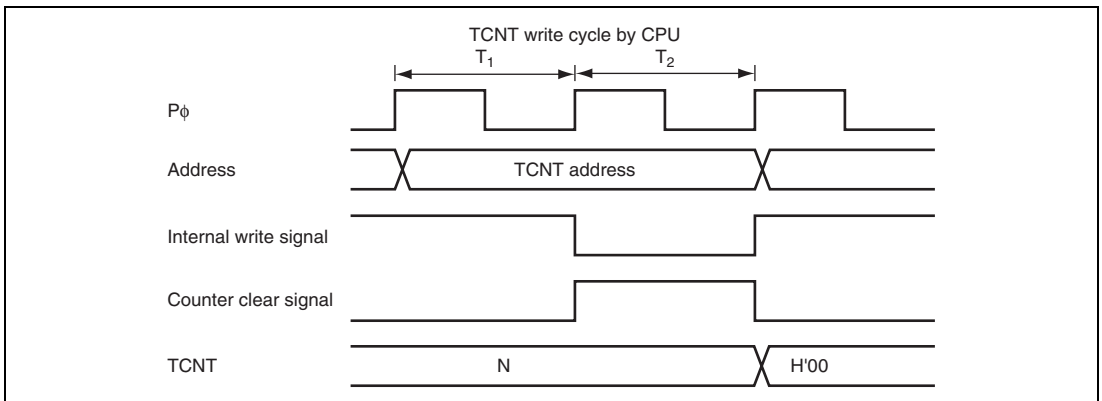 TCNT write cycle by CPU
T1 T2
Pϕ
Address TCNT address
Internal write signal
Counter clear signal
TCNT N H'00